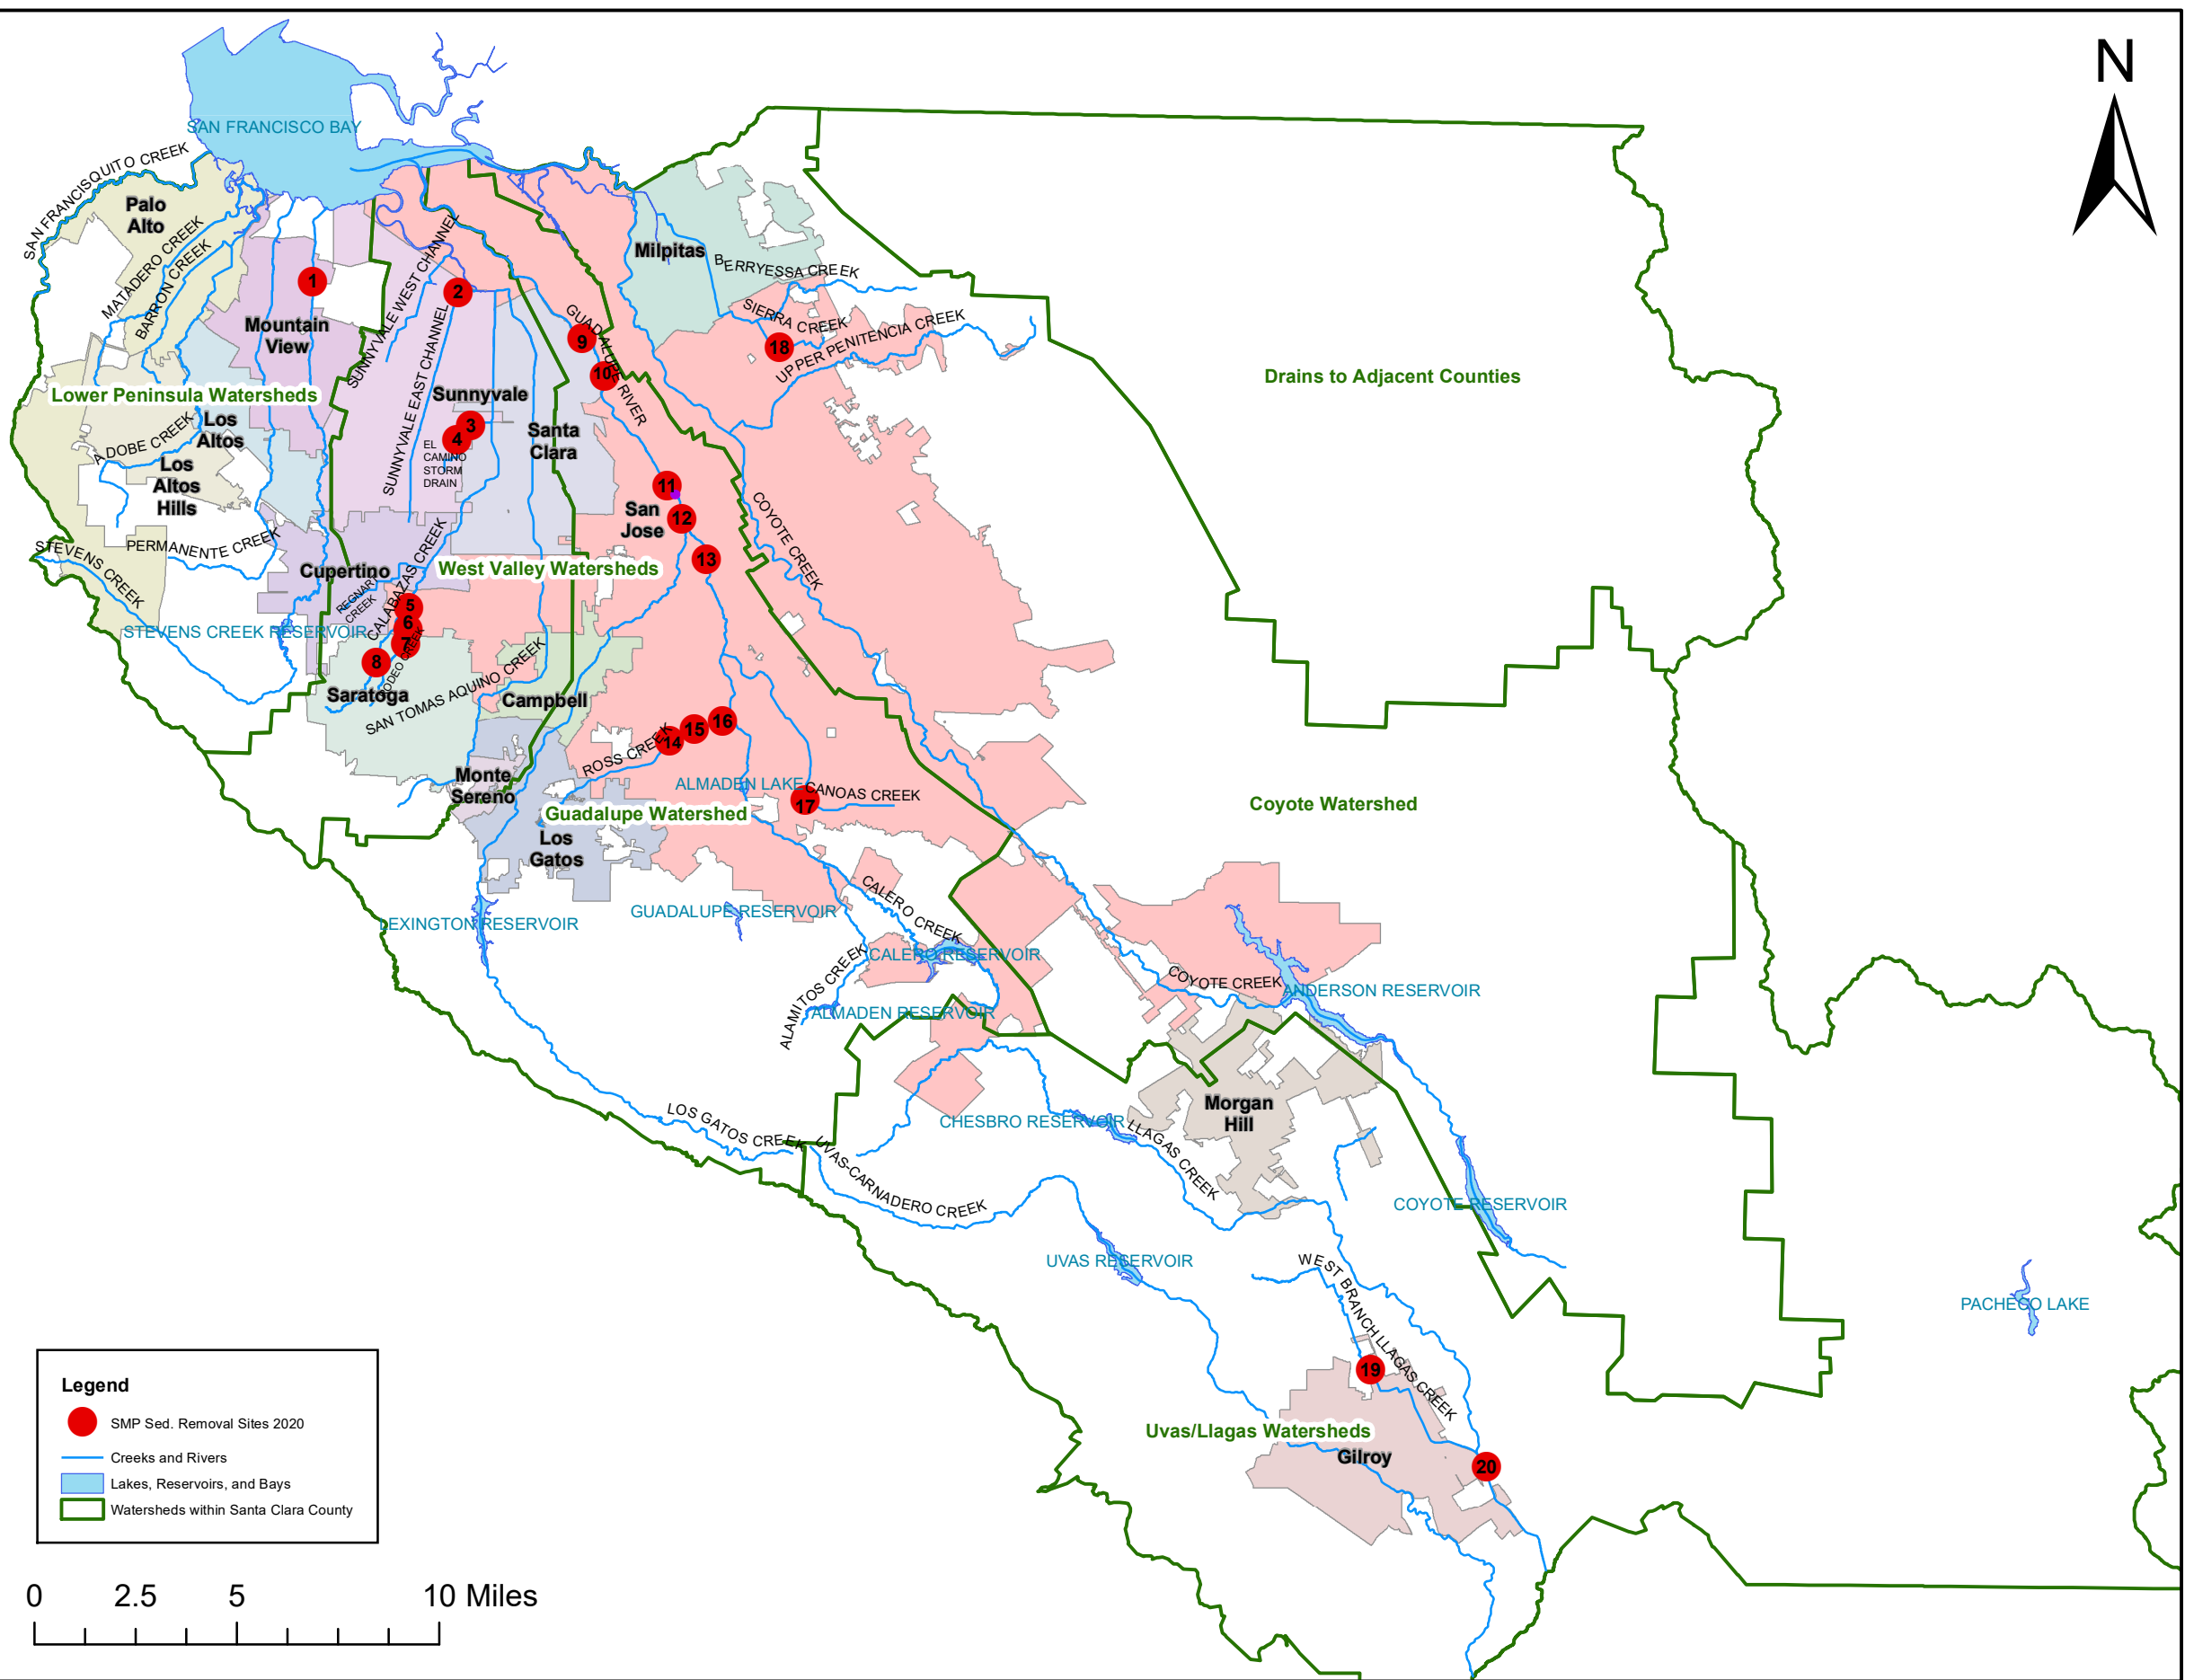 N
SAN FRANCISCO BAY
SAN FRANCISQUITO CREEK
Palo
Alto
MATADERO CREEK
BARRON CREEK
Milpitas
BERRYESSA CREEK
1
2
Mountain
View
SUNNYVALE WEST CHANNEL
SUNNYVALE EAST CHANNEL
GUADALUPE RIVER
9
10
SIERRA CREEK
18
UPPER PENITENCIA CREEK
Drains to Adjacent Counties
Lower Peninsula Watersheds
Sunnyvale
Los
Altos
3
4
Santa
Clara
ADOBE CREEK
EL
CAMINO
STORM
DRAIN
Los
Altos
Hills
11
San
Jose
12
COYOTE CREEK
13
STEVENS CREEK
PERMANENTE CREEK
Cupertino
West Valley Watersheds
REGNART
CREEK
CALABAZAS CREEK
5
6
7
8
RODEO CREEK
STEVENS CREEK RESERVOIR
Saratoga
SAN TOMAS AQUINO CREEK
Campbell
14
15
16
ROSS CREEK
Monte
Sereno
ALMADEN LAKE
CANOAS CREEK
17
Coyote Watershed
Guadalupe Watershed
Los
Gatos
CALERO CREEK
LEXINGTON RESERVOIR
GUADALUPE RESERVOIR
CALERO RESERVOIR
ALAMITOS CREEK
ALMADEN RESERVOIR
COYOTE CREEK
ANDERSON RESERVOIR
LOS GATOS CREEK
UVAS-CARNADERO CREEK
CHESBRO RESERVOIR
LLAGAS CREEK
Morgan
Hill
COYOTE RESERVOIR
UVAS RESERVOIR
WEST BRANCH LLAGAS CREEK
PACHECO LAKE
19
Uvas/Llagas Watersheds
Gilroy
20
Legend
SMP Sed. Removal Sites 2020
Creeks and Rivers
Lakes, Reservoirs, and Bays
Watersheds within Santa Clara County
0 2.5 5 10 Miles